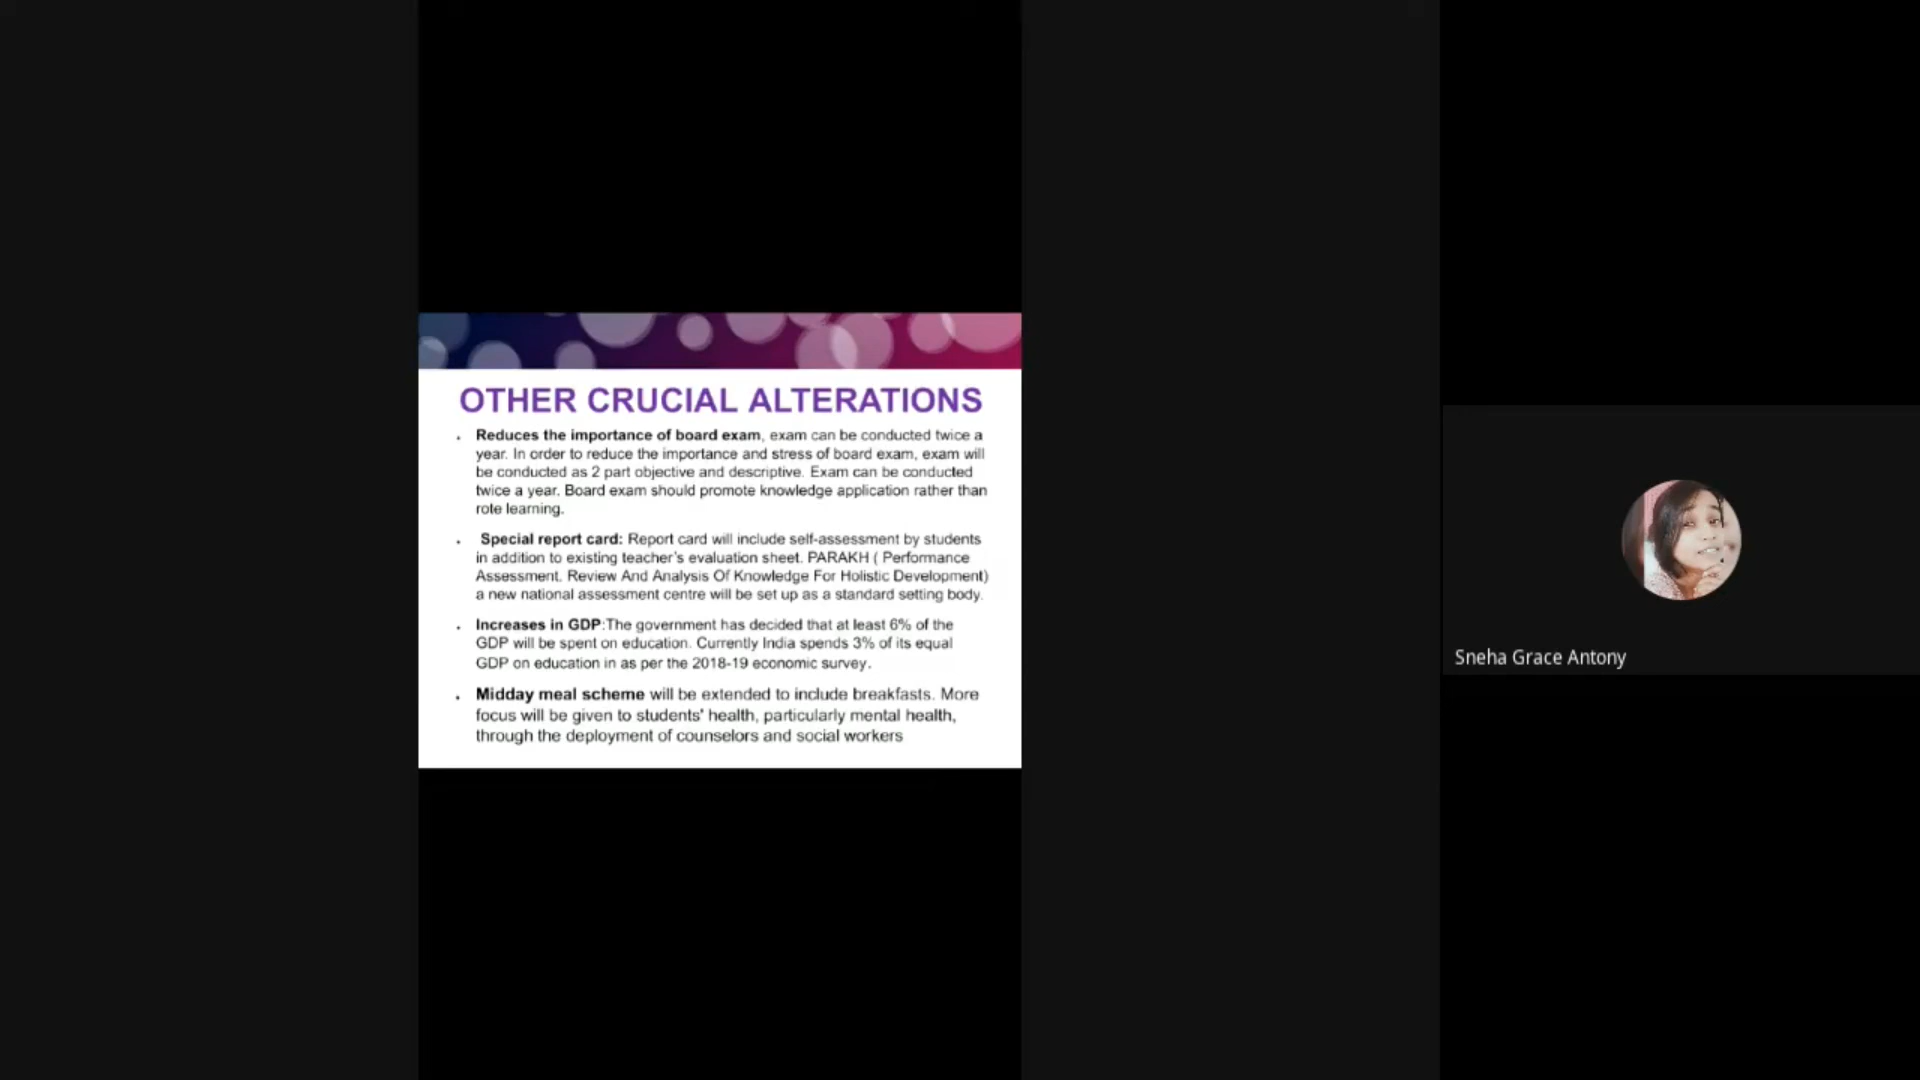 OTHER CRUCIAL ALTERATIONS
. Reduces the importance of board exam, exam can be conducted twice a
year. In order to reduce the importance and stress of board exam, exam will
be conducted as 2 part objective and descriptive. Exam can be conducted
twice a year. Board exam should promote knowledge application rather than
rote learning.
. Special report card: Report card will include self-assessment by students
in addition to existing teacher's evaluation sheet. PARAKH ( Performance
Assessment. Review And Analysis Of Knowledge For Holistic Development)
a new national assessment centre will be set up as a standard setting body.
. Increases in GDP:The government has decided that at least 6% of the
GDP will be spent on education. Currently India spends 3% of its equal
GDP on education in as per the 2018-19 economic survey.
. Midday meal scheme will be extended to include breakfasts. More
focus will be given to students' health, particularly mental health,
through the deployment of counselors and social workers
Sneha Grace Antony